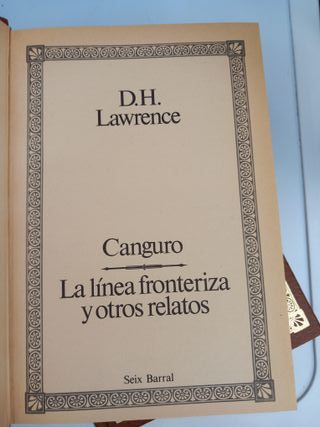 D.H.
Lawrence
Canguro
La línea fronteriza
y otros relatos
Seix Barral